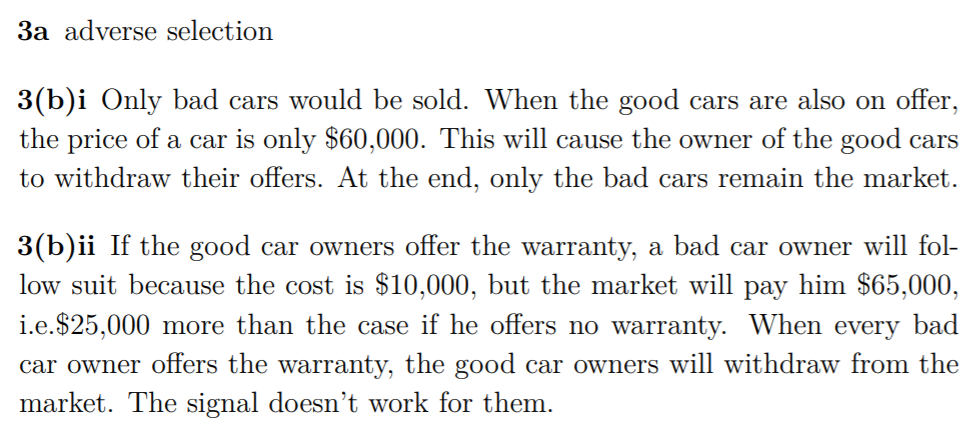 3a adverse selection
3(b)i Only bad cars would be sold. When the good cars are also on offer,
the price of a car is only $60,000. This will cause the owner of the good cars
to withdraw their offers. At the end, only the bad cars remain the market.
3(b)ii If the good car owners offer the warranty, a bad car owner will fol-
low suit because the cost is $10,000, but the market will pay him $65,000,
i.e.$25,000 more than the case if he offers no warranty. When every bad
car owner offers the warranty, the good car owners will withdraw from the
market. The signal doesn't work for them.